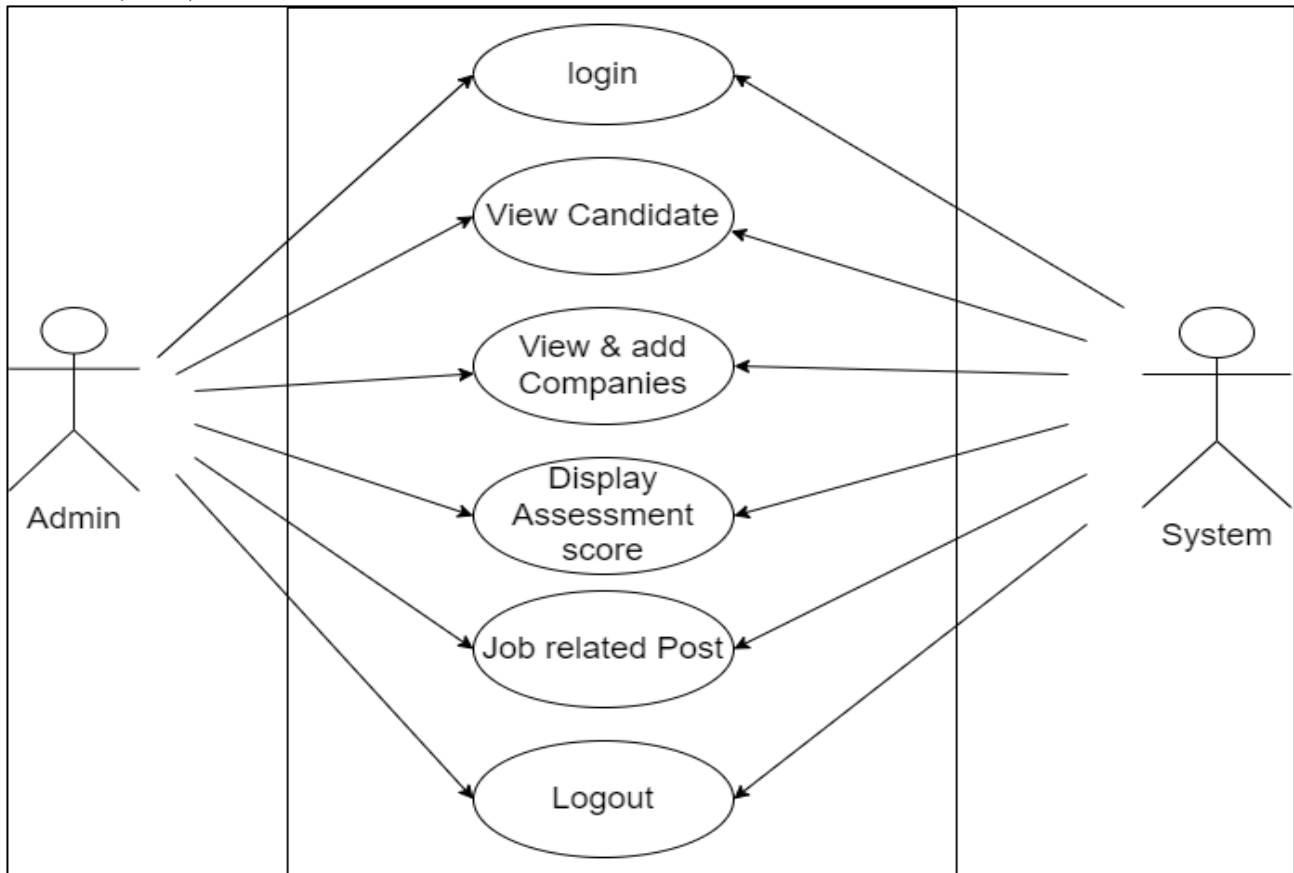 login
View Candidate
View & add
Companies
Display
Assessment
score
Admin
System
Job related Post
Logout